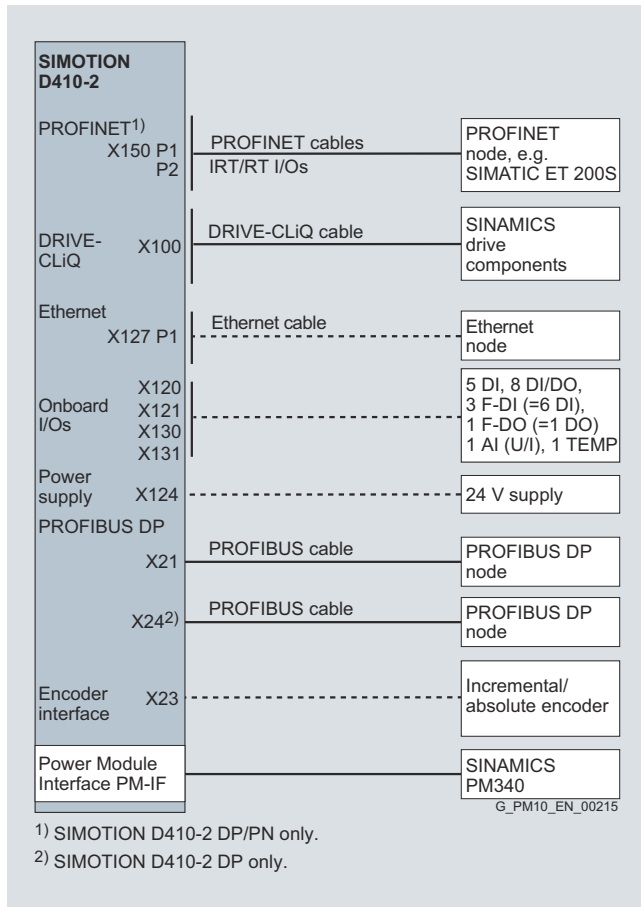 SIMOTION
D410-2
PROFINET1)
X150 P1
P2
PROFINET cables
IRT/RT I/Os
PROFINET
node, e.g.
SIMATIC ET 200S
DRIVE-
CLiQ
X100
DRIVE-CLiQ cable
SINAMICS
drive
components
Ethernet
X127 P1
Ethernet cable
Ethernet
node
Onboard
I/Os
X120
X121
X130
X131
5 DI, 8 DI/DO,
3 F-DI (=6 DI),
1 F-DO (=1 DO)
1 AI (U/I), 1 TEMP
Power
supply
X124
24 V supply
PROFIBUS DP
X21
PROFIBUS cable
PROFIBUS DP
node
X242)
PROFIBUS cable
PROFIBUS DP
node
Encoder
interface
X23
Incremental/
absolute encoder
Power Module
Interface PM-IF
SINAMICS
PM340
G_PM10_EN_00215
1) SIMOTION D410-2 DP/PN only.
2) SIMOTION D410-2 DP only.